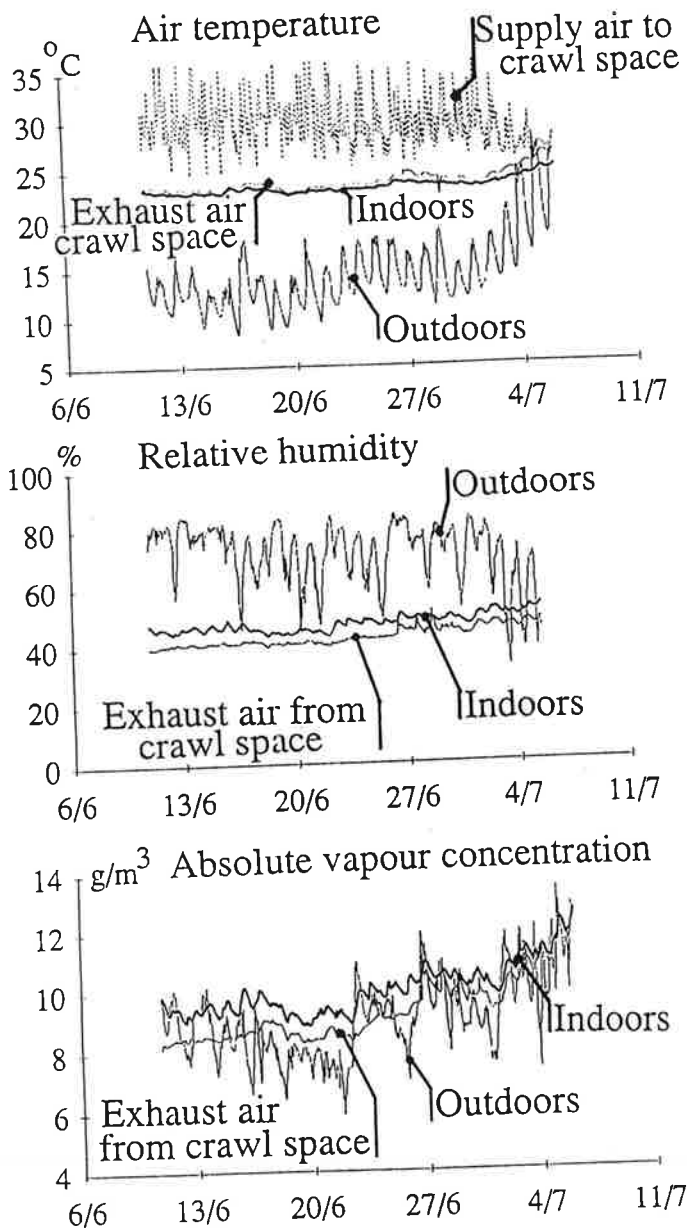 Air temperature
°C
Supply air to
crawl space
35
30
25
20
15
10
5
Exhaust air
crawl space
Indoors
Outdoors
6/6 13/6 20/6 27/6 4/7 11/7
% Relative humidity
100
80
60
40
20
0
Outdoors
Exhaust air from
crawl space
Indoors
6/6 13/6 20/6 27/6 4/7 11/7
g/m³ Absolute vapour concentration
14
12
10
8
6
4
Indoors
Outdoors
Exhaust air
from crawl space
6/6 13/6 20/6 27/6 4/7 11/7